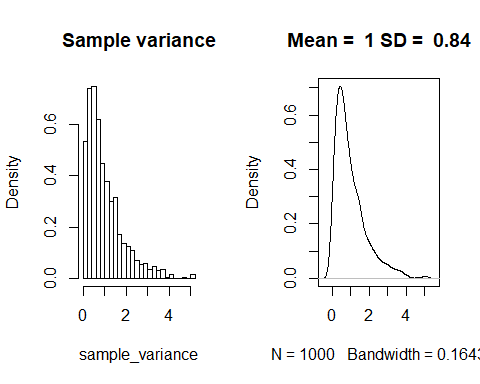 Sample variance
Density
0.0 0.2 0.4 0.6
0 2 4
sample_variance
Mean =  1 SD =  0.84
Density
0.0 0.2 0.4 0.6
0 2 4
N = 1000   Bandwidth = 0.1643